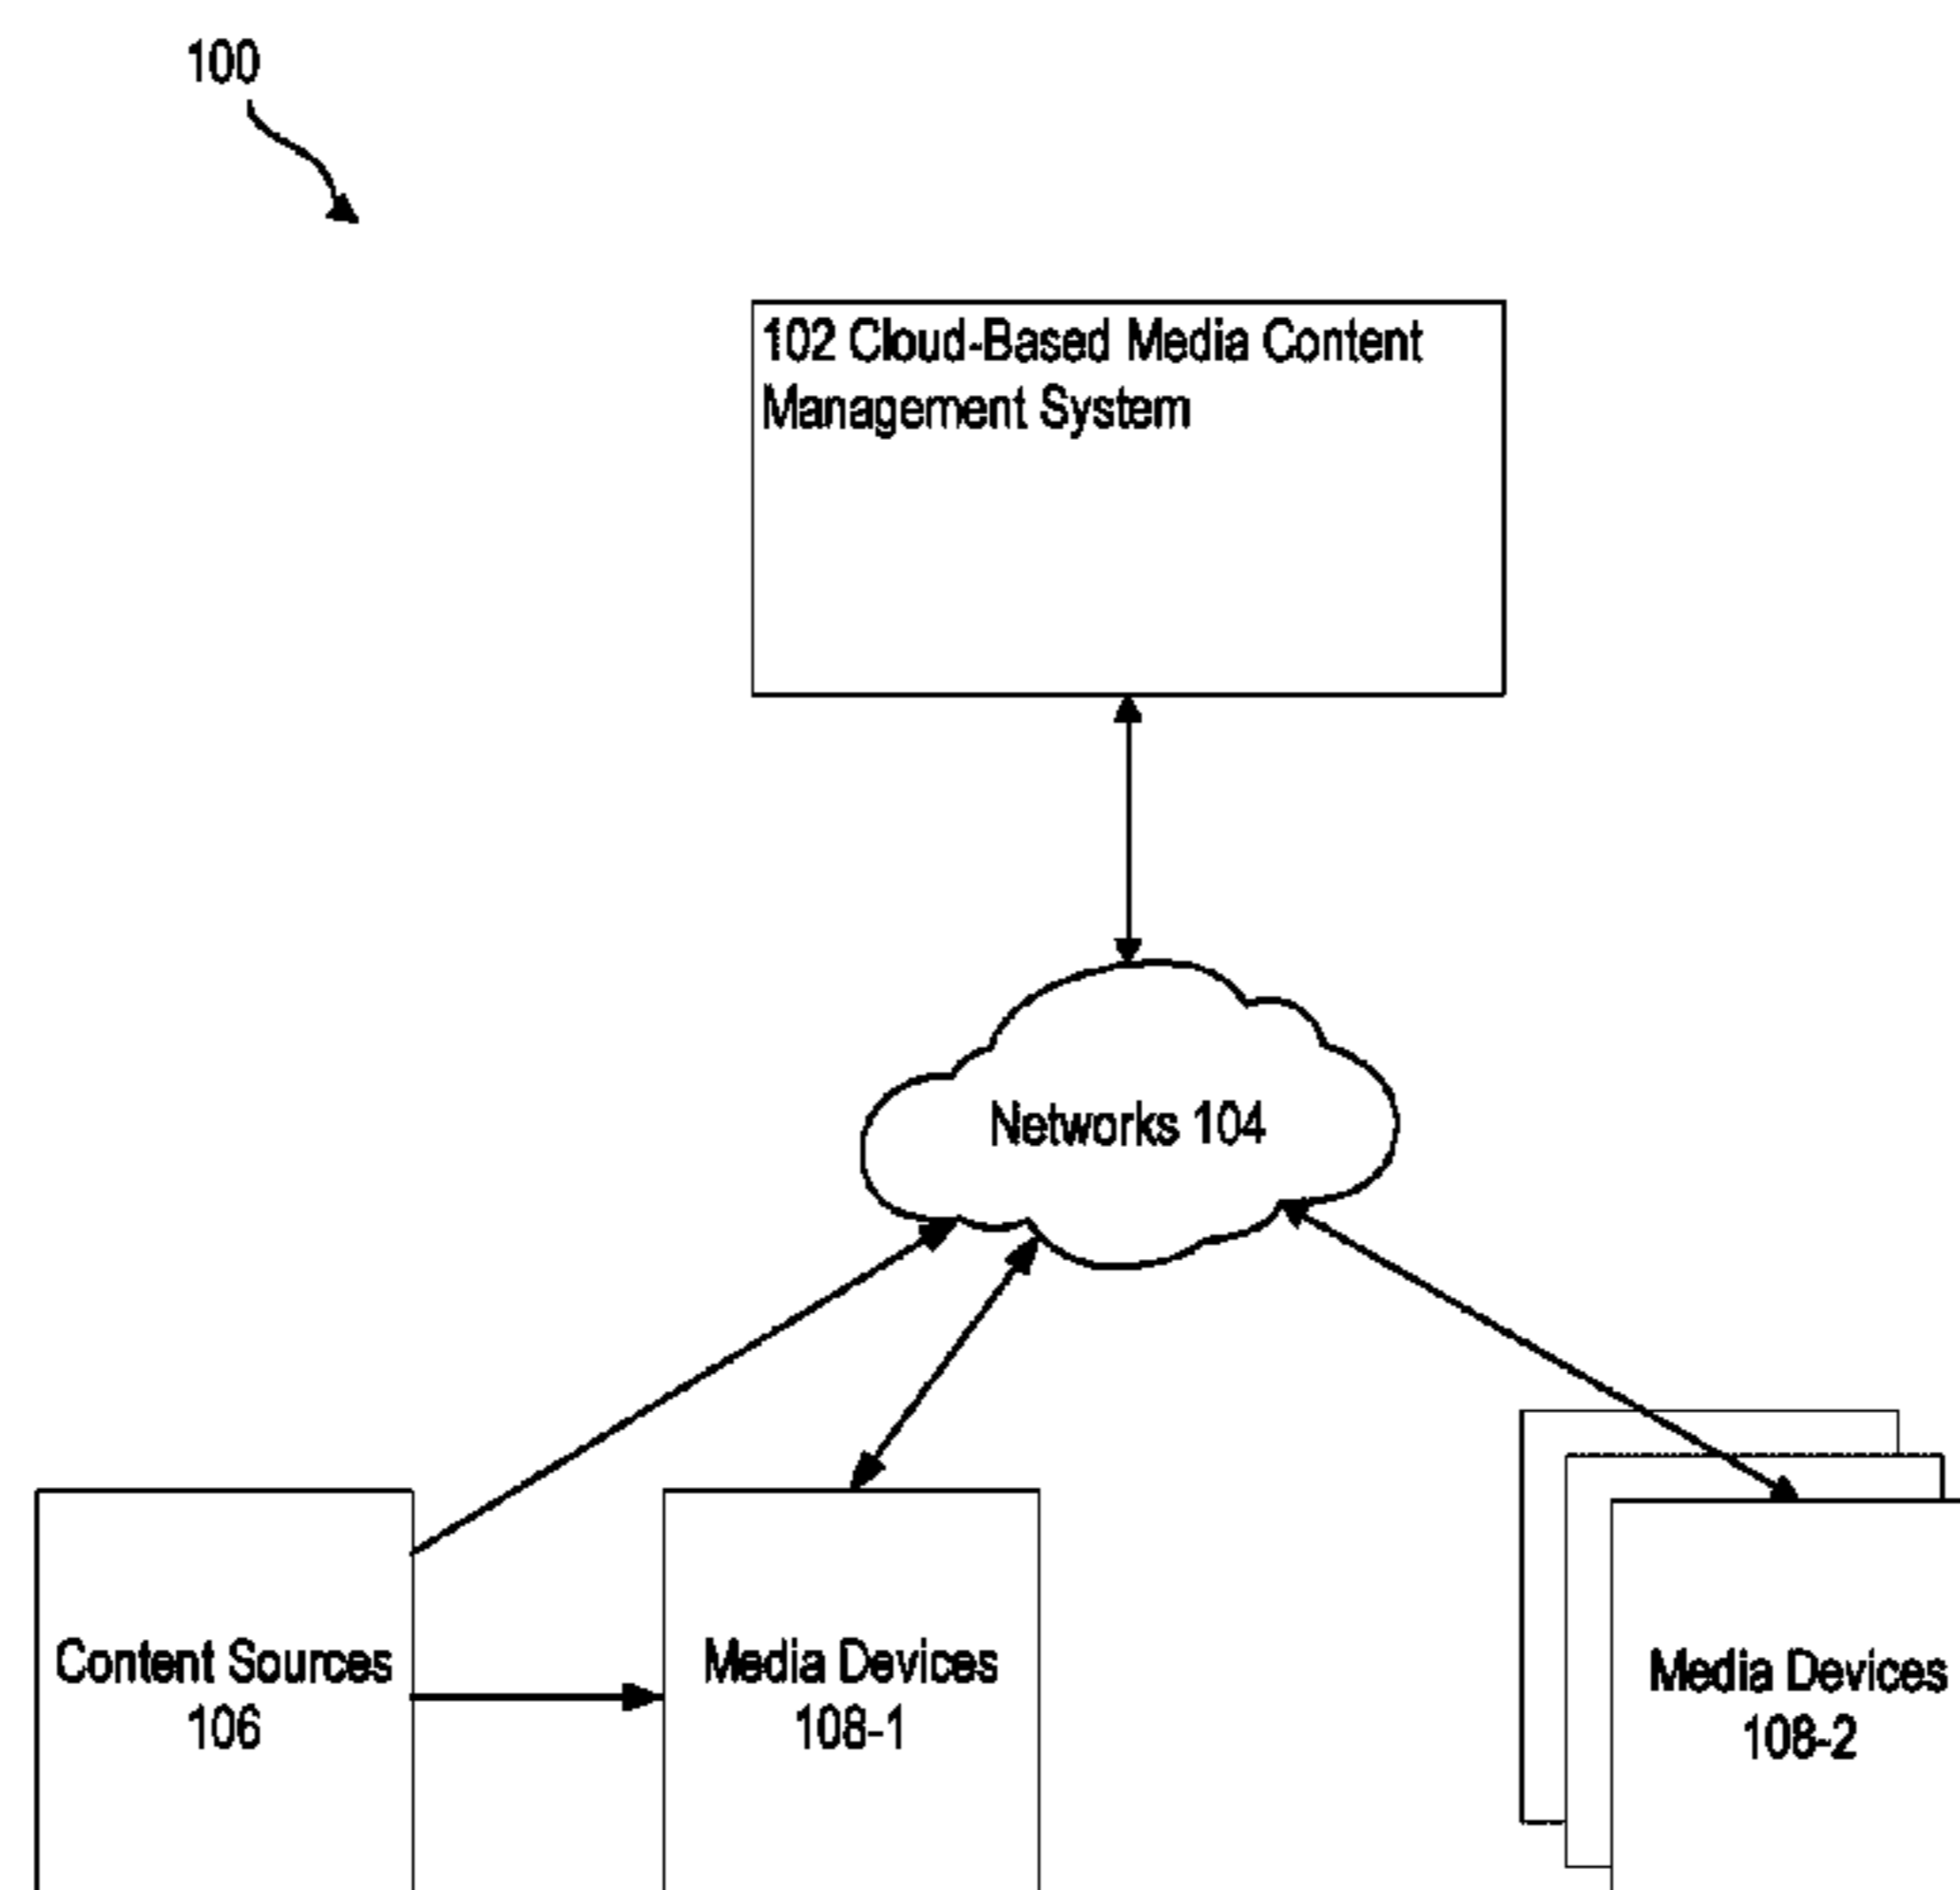 100
102 Cloud-Based Media Content
Management System
Networks 104
Content Sources
106
Media Devices
108-1
Media Devices
108-2